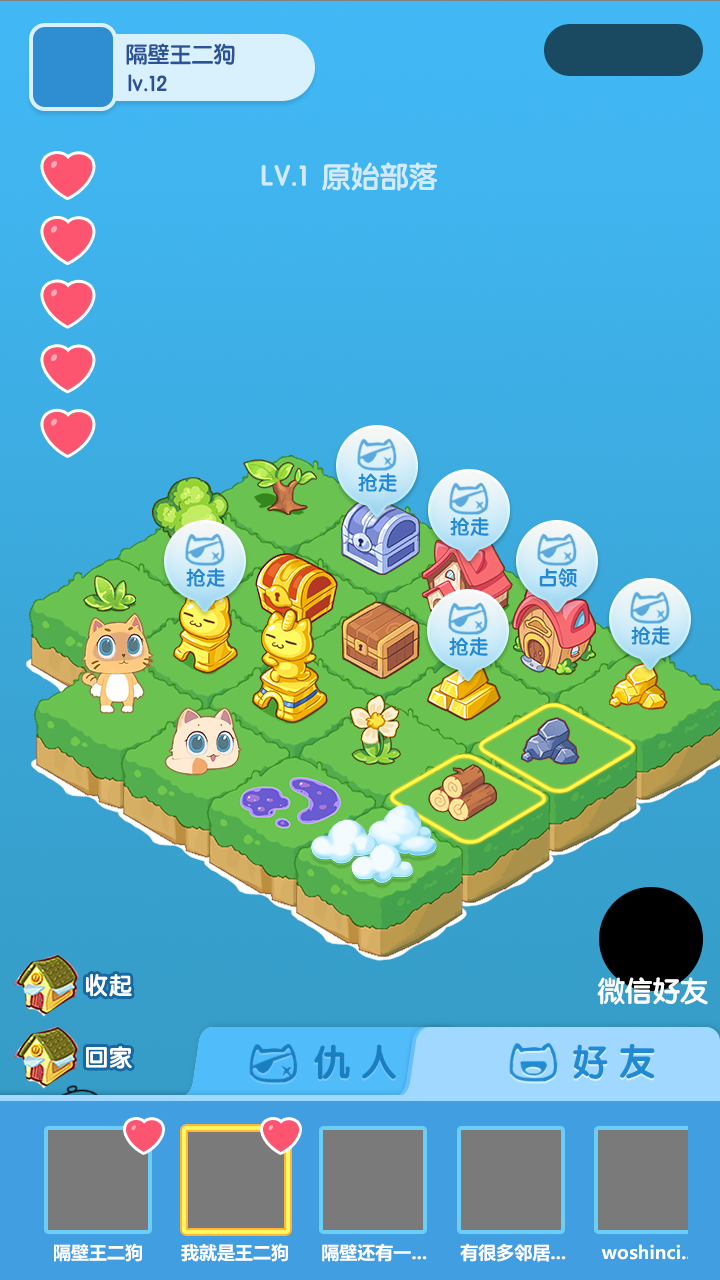 隔壁王二狗
lv.12
LV.1 原始部落
抢走
抢走
抢走
占领
抢走
抢走
收起
微信好友
回家
仇人
好友
隔壁王二狗
我就是王二狗
隔壁还有一...
有很多邻居...
woshinci..